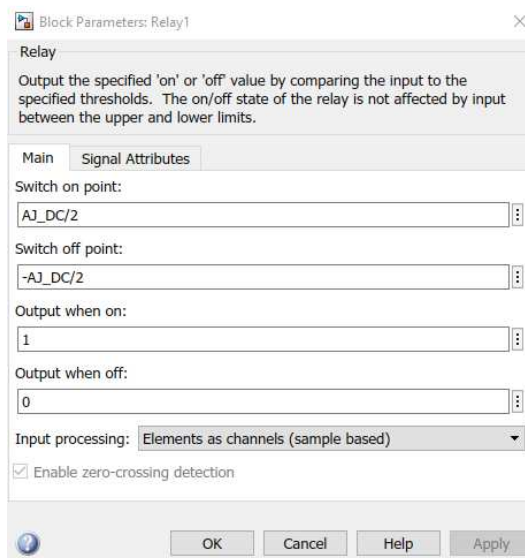 Block Parameters: Relay1
Relay
Output the specified 'on' or 'off' value by comparing the input to the
specified thresholds. The on/off state of the relay is not affected by input
between the upper and lower limits.
Main Signal Attributes
Switch on point:
AJ_DC/2
Switch off point:
-AJ_DC/2
Output when on:
1
Output when off:
0
Input processing: Elements as channels (sample based)
Enable zero-crossing detection
OK Cancel Help Apply